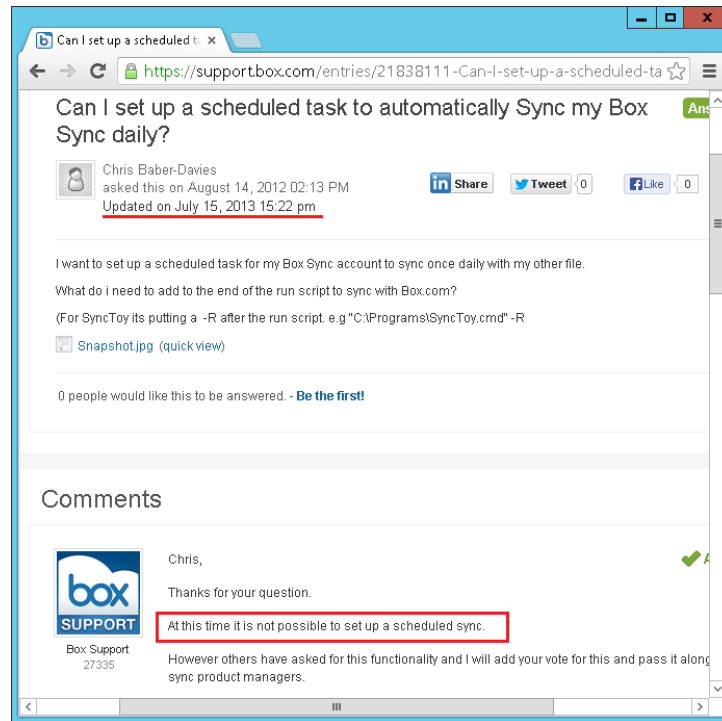 Can I set up a scheduled t
https://support.box.com/entries/21838111-Can-I-set-up-a-scheduled-ta
Can I set up a scheduled task to automatically Sync my Box
Sync daily?
Ans
Chris Baber-Davies
asked this on August 14, 2012 02:13 PM
Updated on July 15, 2013 15:22 pm
in Share
Tweet 0
Like 0
I want to set up a scheduled task for my Box Sync account to sync once daily with my other file.
What do i need to add to the end of the run script to sync with Box.com?
(For SyncToy its putting a -R after the run script. e.g "C:\Programs\SyncToy.cmd" -R
Snapshot.jpg (quick view)
0 people would like this to be answered. - Be the first!
Comments
box
SUPPORT
Box Support
27335
Chris,
A
Thanks for your question.
At this time it is not possible to set up a scheduled sync.
However others have asked for this functionality and I will add your vote for this and pass it along
sync product managers.